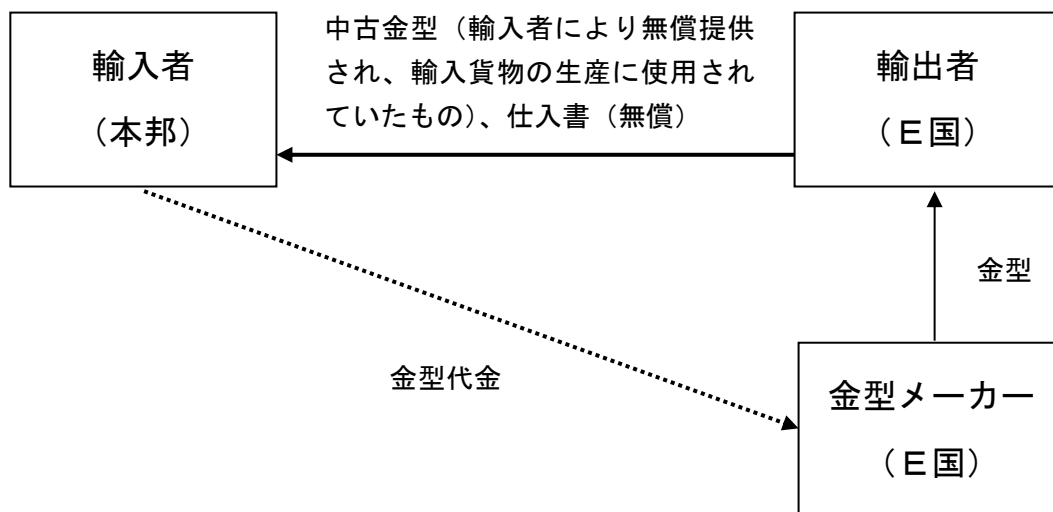 輸入者
（本邦）
中古金型（輸入者により無償提供
され、輸入貨物の生産に使用され
ていたもの）、仕入書（無償）
輸出者
（Ｅ国）
金型
金型代金
金型メーカー
（Ｅ国）